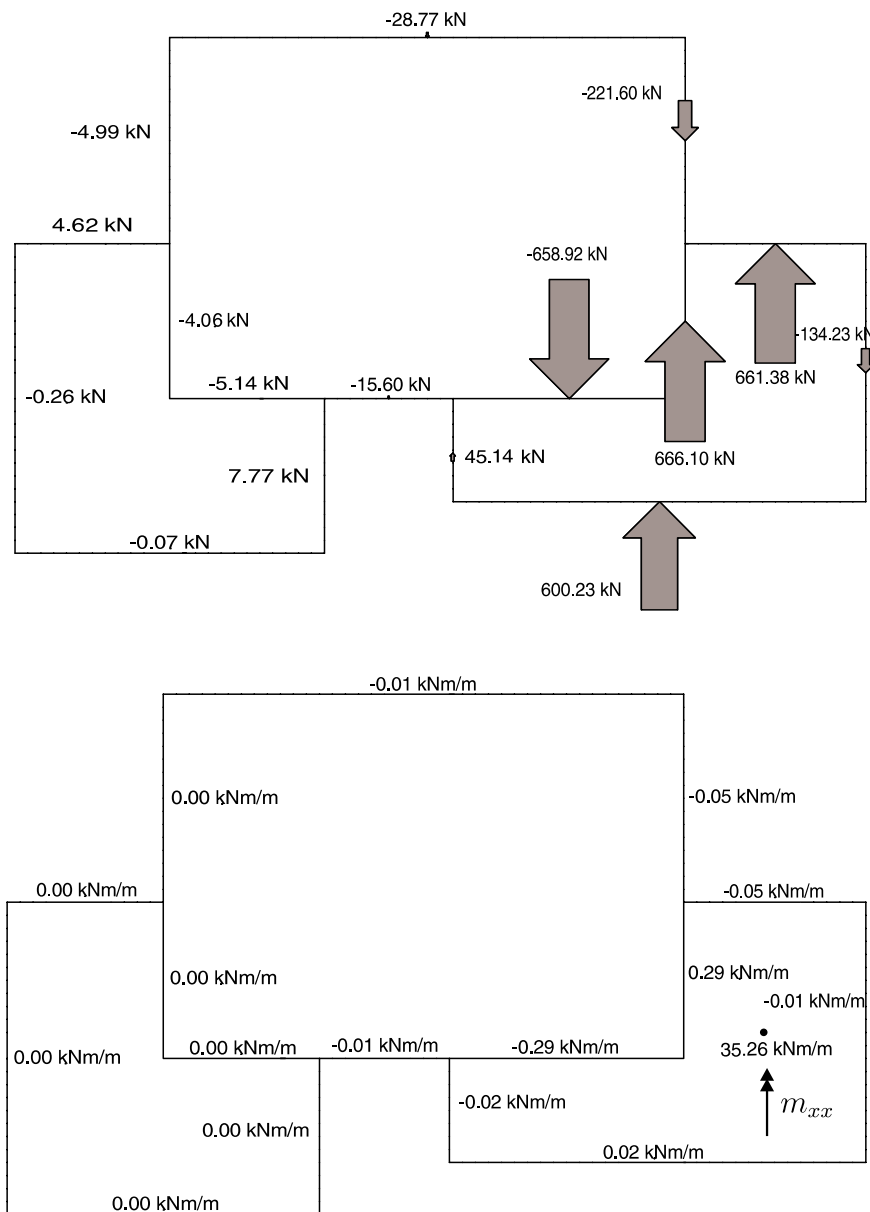 -28.77 kN
-221.60 kN
-4.99 kN
4.62 kN
-658.92 kN
-4.06 kN
-134.23 kN
661.38 kN
-5.14 kN
-15.60 kN
-0.26 kN
7.77 kN
45.14 kN
666.10 kN
-0.07 kN
600.23 kN
-0.01 kNm/m
0.00 kNm/m
-0.05 kNm/m
0.00 kNm/m
-0.05 kNm/m
0.00 kNm/m
0.29 kNm/m
-0.01 kNm/m
0.00 kNm/m
0.00 kNm/m
-0.01 kNm/m
-0.29 kNm/m
35.26 kNm/m
-0.02 kNm/m
m_{xx}
0.00 kNm/m
0.02 kNm/m
0.00 kNm/m